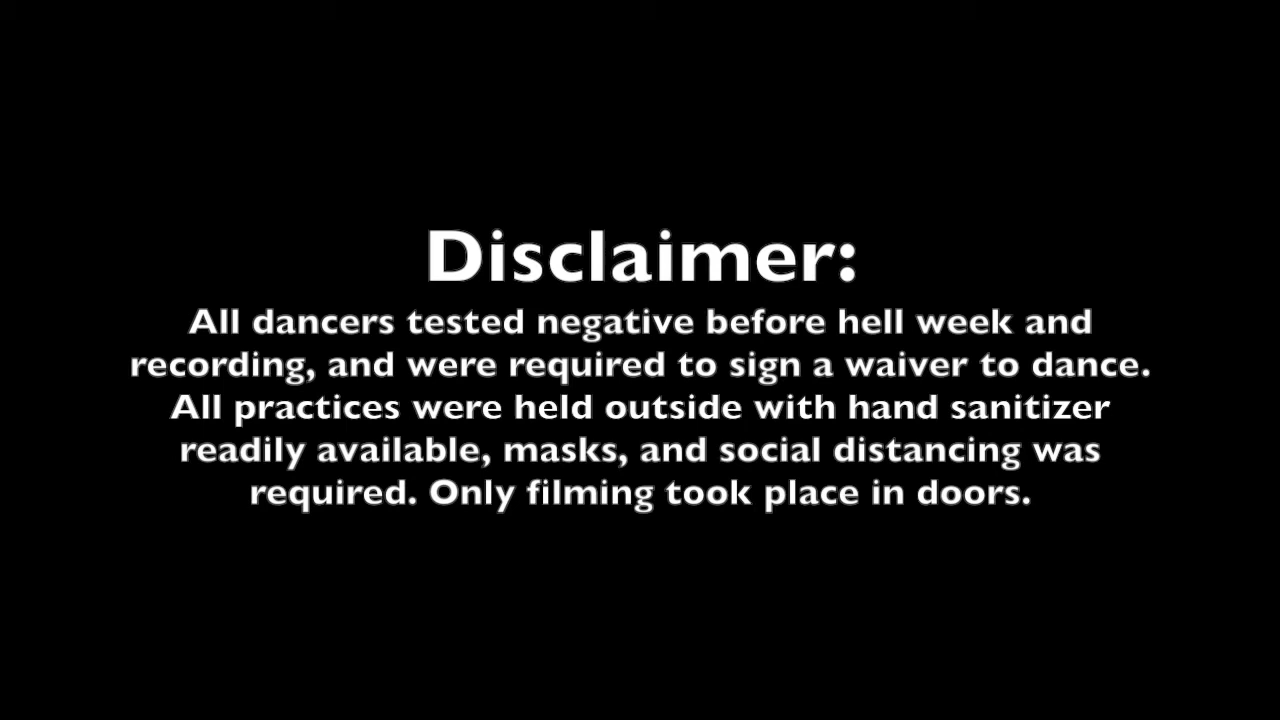 Disclaimer:
All dancers tested negative before hell week and
recording, and were required to sign a waiver to dance.
All practices were held outside with hand sanitizer
readily available, masks, and social distancing was
required. Only filming took place in doors.